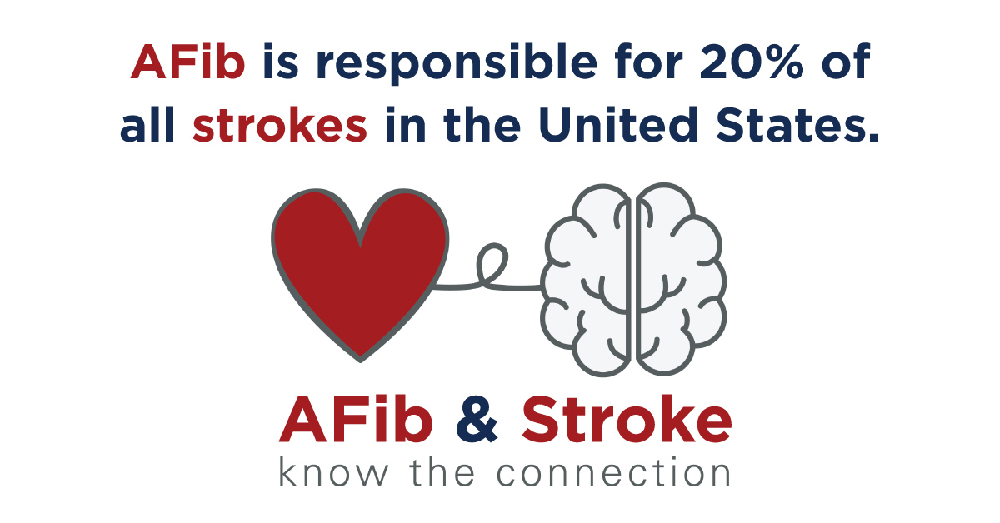 AFib is responsible for 20% of
all strokes in the United States.
AFib & Stroke
know the connection